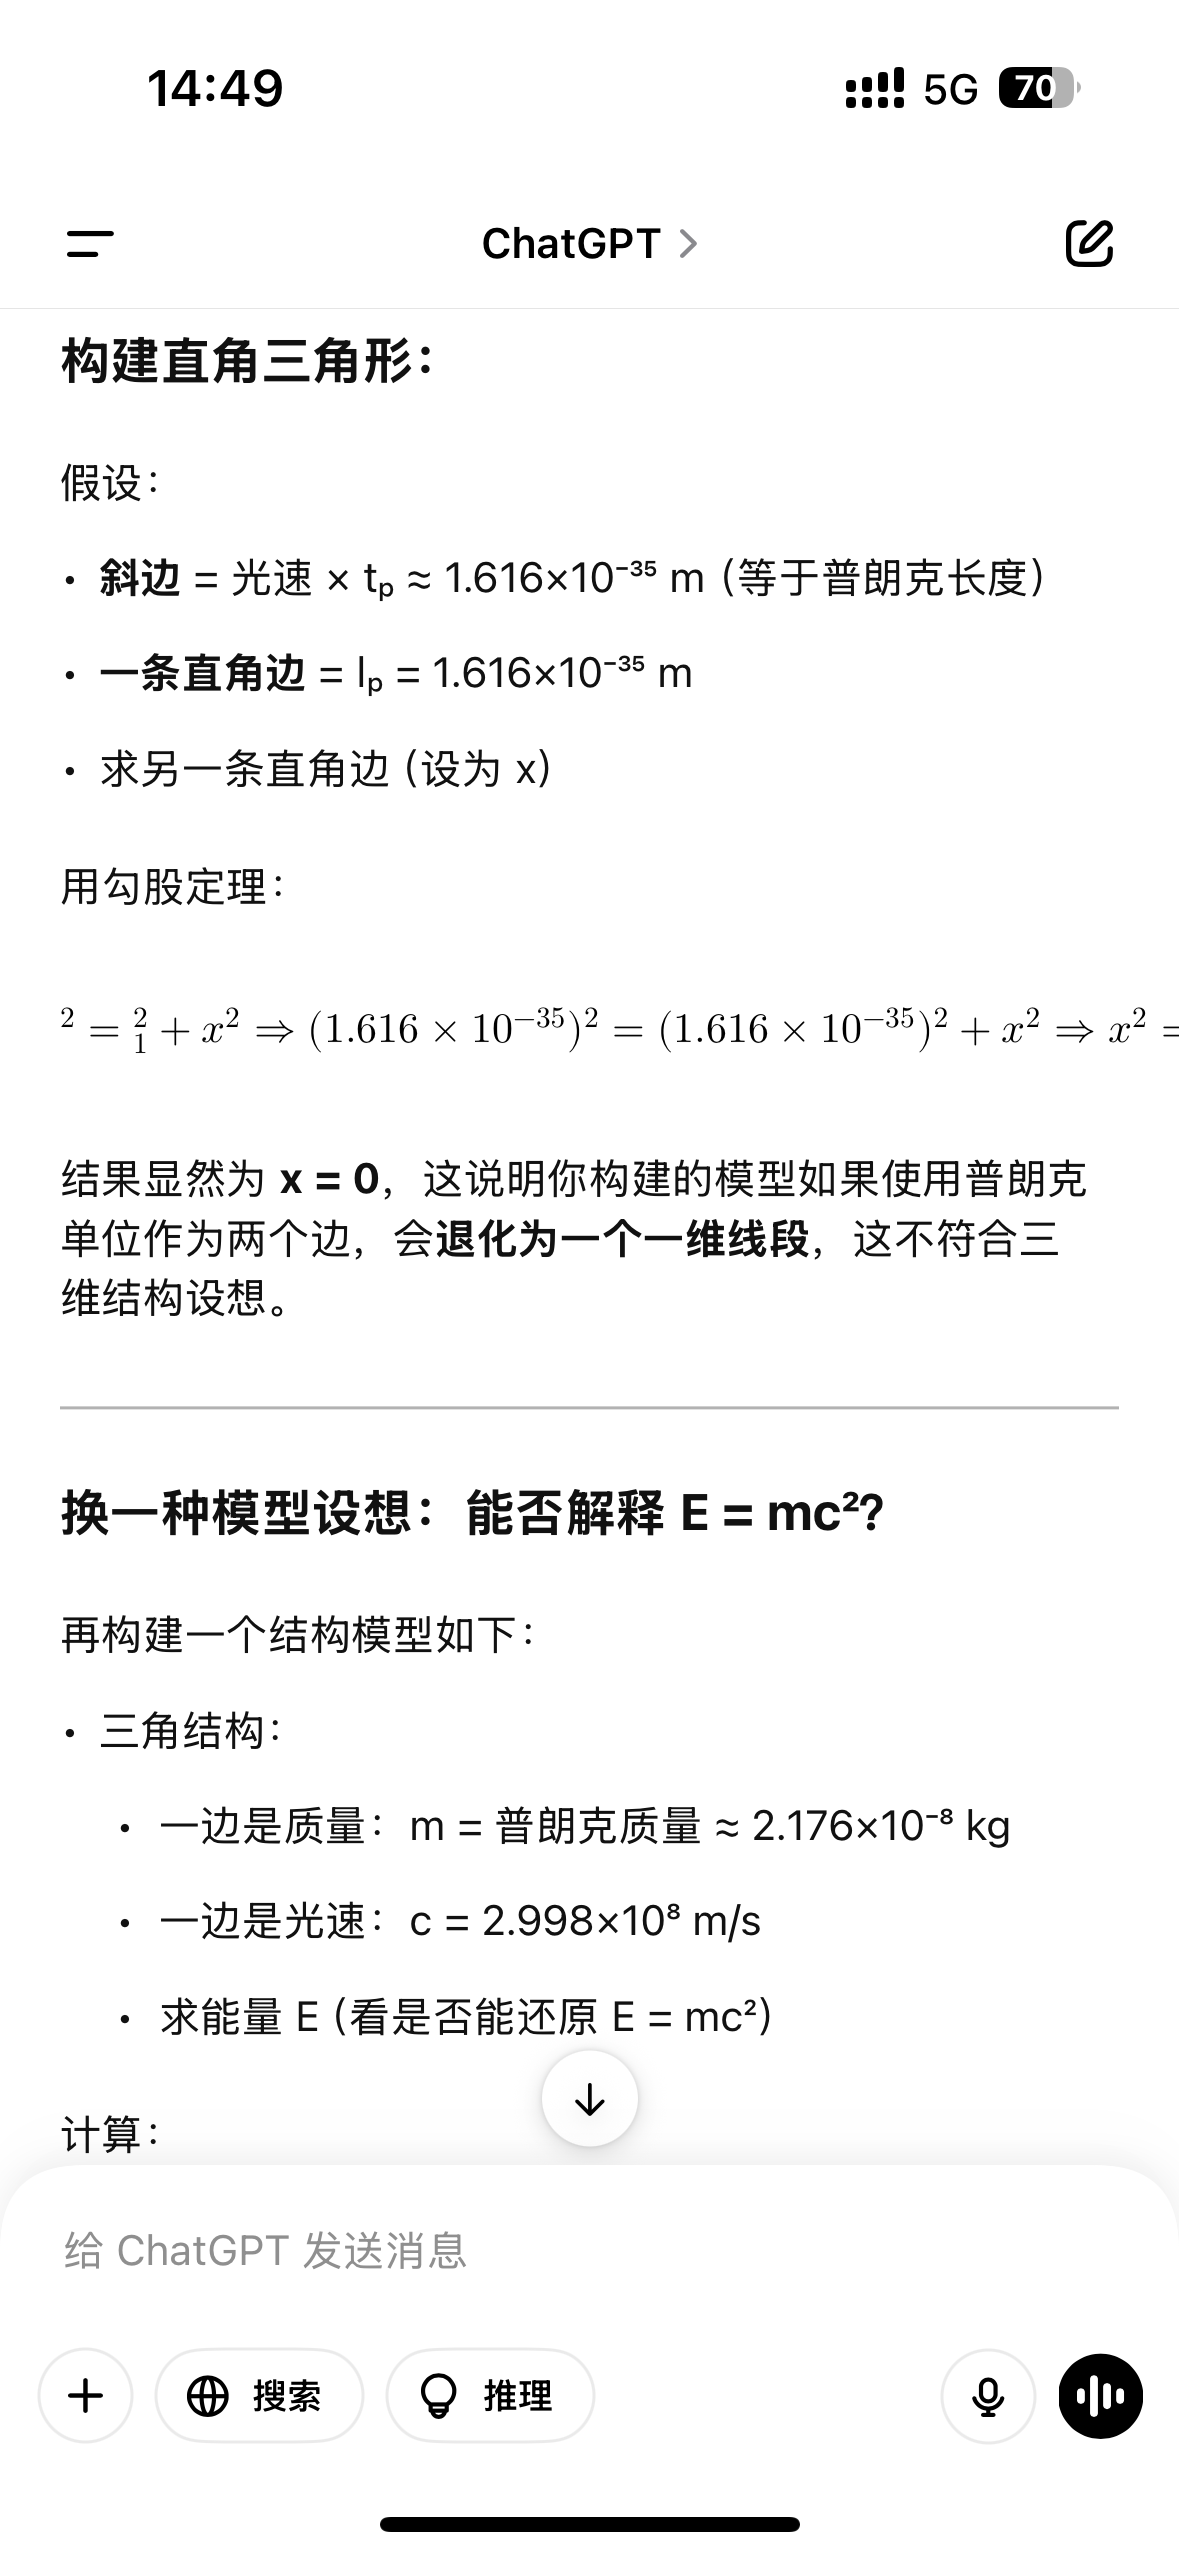 14:49 5G 70
ChatGPT >
构建直角三角形：
假设：
• 斜边 = 光速 × tₚ ≈ 1.616×10⁻³⁵ m（等于普朗克长度）
• 一条直角边 = lₚ = 1.616×10⁻³⁵ m
• 求另一条直角边（设为 x）
用勾股定理：
² = ²₁ + x² ⇒ (1.616 × 10⁻³⁵)² = (1.616 × 10⁻³⁵)² + x² ⇒ x² =
结果显然为 x = 0，这说明你构建的模型如果使用普朗克
单位作为两个边，会退化为一个一维线段，这不符合三
维结构设想。
换一种模型设想：能否解释 E = mc²?
再构建一个结构模型如下：
• 三角结构：
• 一边是质量：m = 普朗克质量 ≈ 2.176×10⁻⁸ kg
• 一边是光速：c = 2.998×10⁸ m/s
• 求能量 E（看是否能还原 E = mc²）
计算：
给 ChatGPT 发送消息
搜索 推理